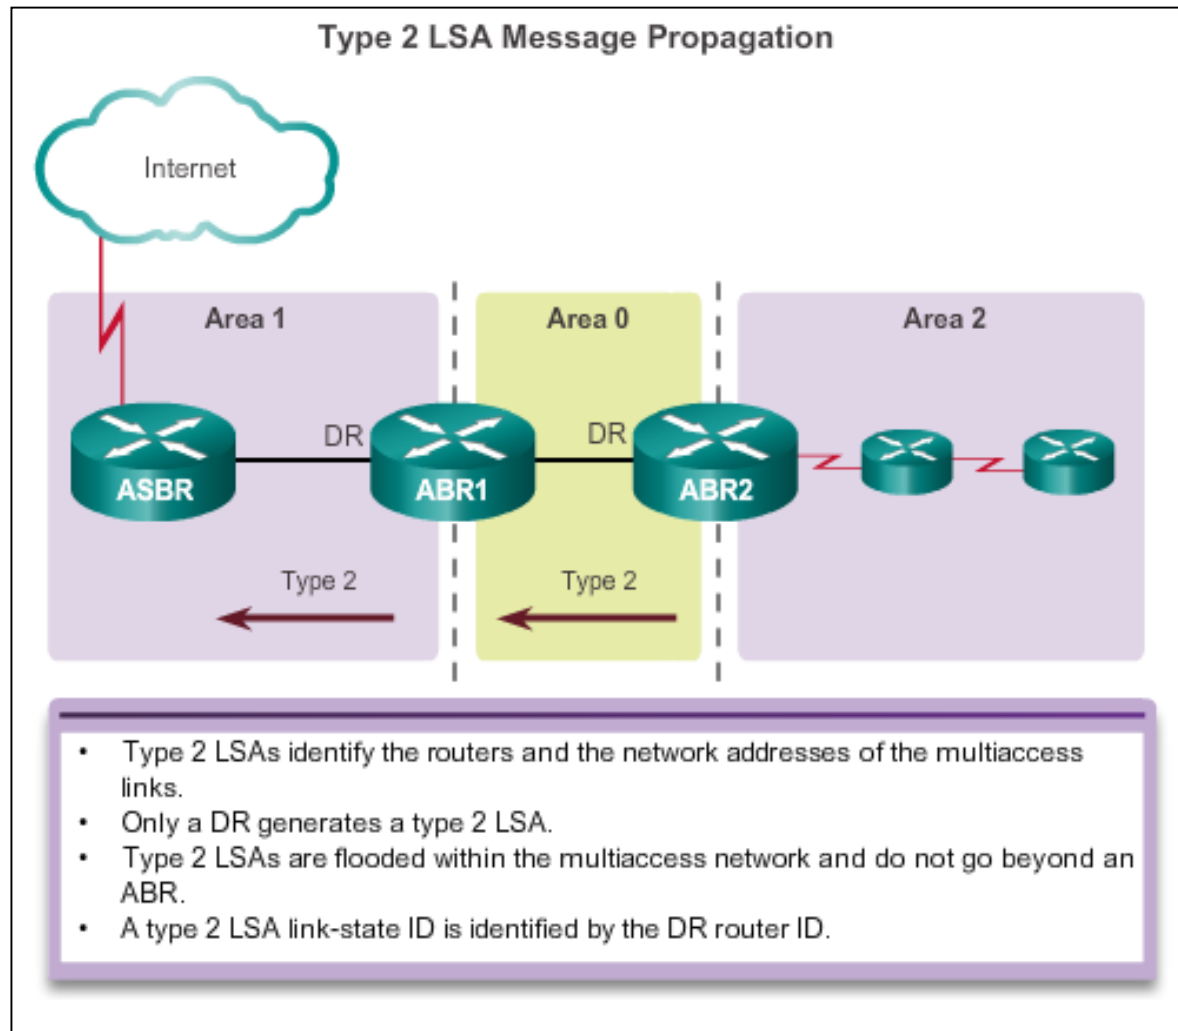 Type 2 LSA Message Propagation
Internet
Area 1
Area 0
Area 2
DR
DR
ASBR
ABR1
ABR2
Type 2
Type 2
• Type 2 LSAs identify the routers and the network addresses of the multiaccess
links.
• Only a DR generates a type 2 LSA.
• Type 2 LSAs are flooded within the multiaccess network and do not go beyond an
ABR.
• A type 2 LSA link-state ID is identified by the DR router ID.